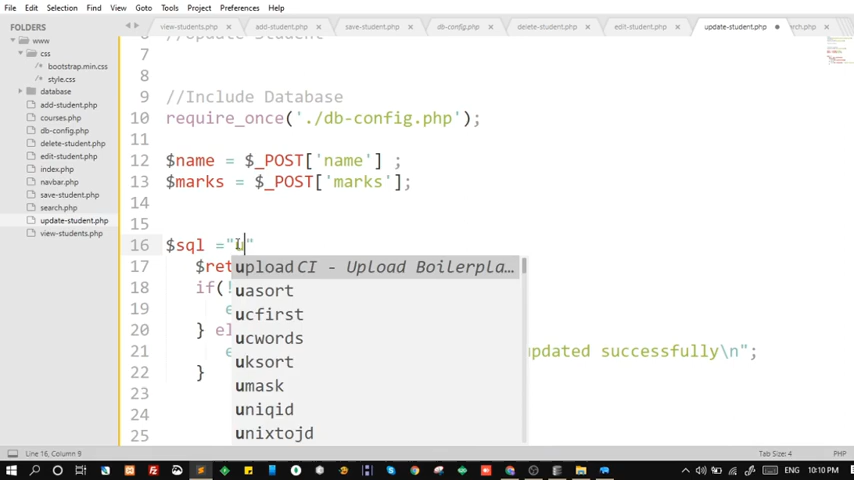 File Edit Selection Find View Goto Tools Project Preferences Help
FOLDERS
view-students.php
add-student.php
save-student.php
db-config.php
delete-student.php
edit-student.php
update-student.php
www
css
bootstrap.min.css
style.css
database
add-student.php
courses.php
db-config.php
delete-student.php
edit-student.php
index.php
navbar.php
save-student.php
search.php
update-student.php
view-students.php
7
8
9 //Include Database
10 require_once('./db-config.php');
11
12 $name = $_POST['name'] ;
13 $marks = $_POST['marks'];
14
15
16 $sql ="u"
17 $ret
18 if(!
19 e
20 } el
21 e updated successfully\n";
22 }
23
24
25
upload CI - Upload Boilerpla…
uasort
ucfirst
ucwords
uksort
umask
uniqid
unixtojd
Line 16, Column 9
Tab Size: 4
PHP
10:10 PM